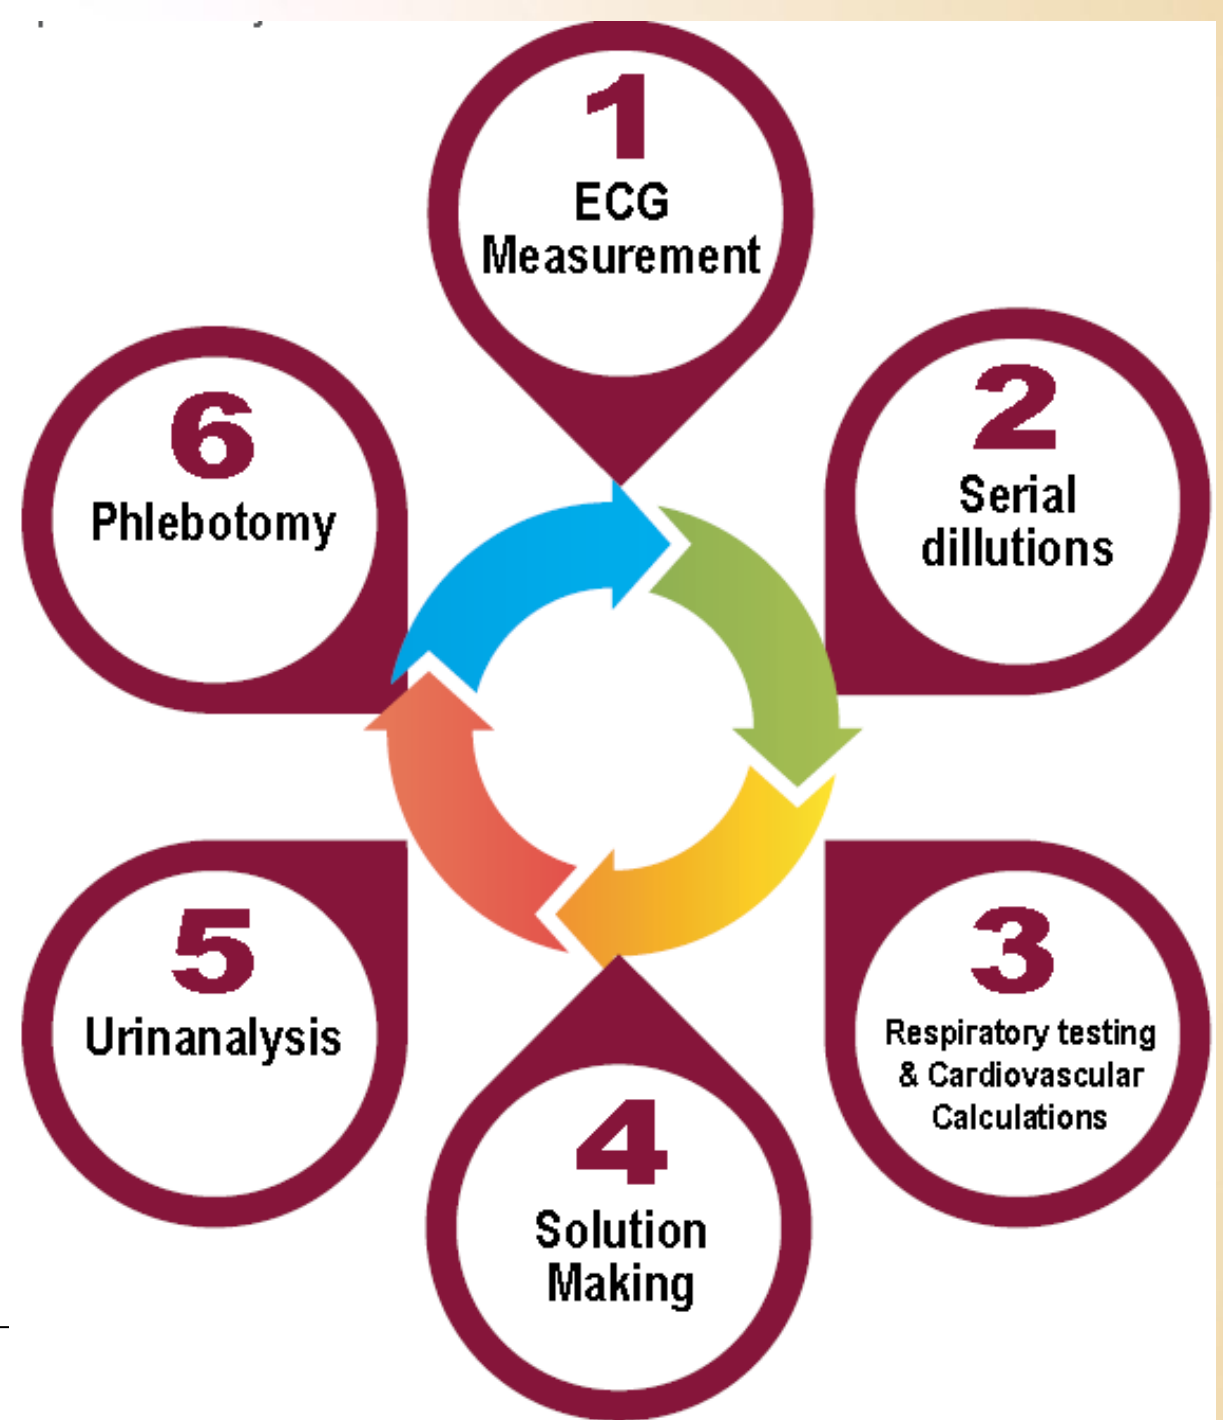 1
ECG
Measurement
2
Serial
dillutions
3
Respiratory testing
& Cardiovascular
Calculations
4
Solution
Making
5
Urinanalysis
6
Phlebotomy